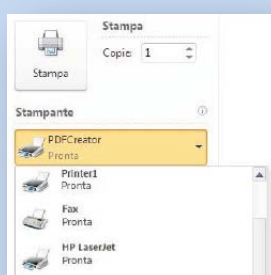 Stampa
Copie: 1
Stampa
Stampante
PDFCreator
Pronta
Printer1
Pronta
Fax
Pronta
HP LaserJet
Pronta